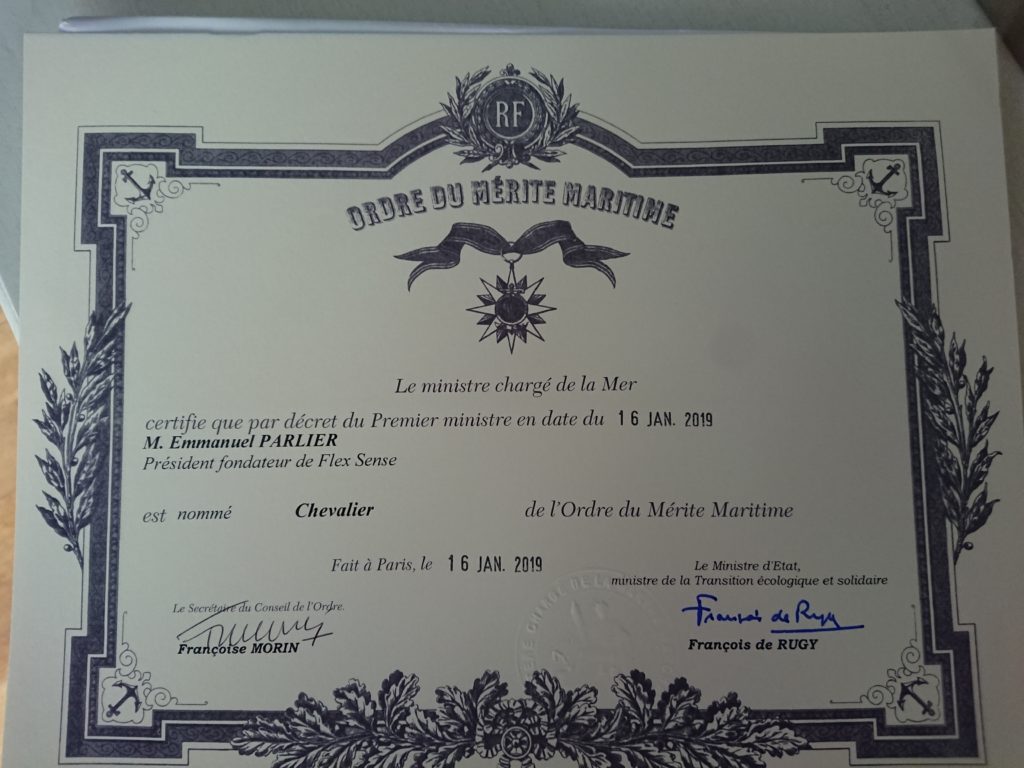 RF
ORDRE DU MÉRITE MARITIME
Le ministre chargé de la Mer
certifie que par décret du Premier ministre en date du 16 JAN. 2019
M. Emmanuel PARLIER
Président fondateur de Flex Sense
est nommé Chevalier de l'Ordre du Mérite Maritime
Fait à Paris, le 16 JAN. 2019
Le Ministre d'Etat,
ministre de la Transition écologique et solidaire
Le Secrétaire du Conseil de l'Ordre.
François de Rugy
Françoise MORIN
François de RUGY